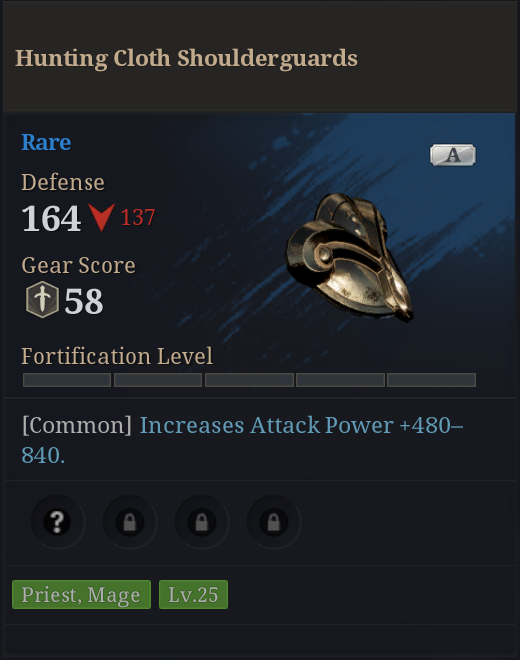 Hunting Cloth Shoulderguards
Rare
A
Defense
164 137
Gear Score
58
Fortification Level
[Common] Increases Attack Power +480–
840.
?
Priest, Mage Lv.25